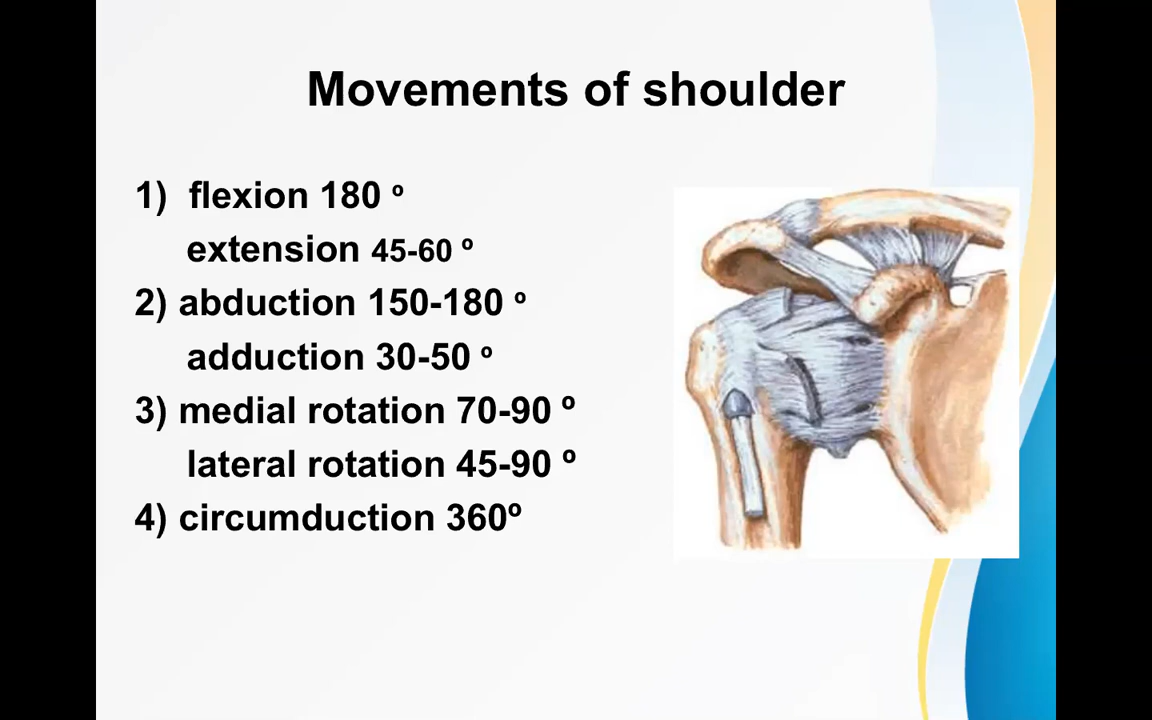 Movements of shoulder
1) flexion 180 º
extension 45-60 º
2) abduction 150-180 º
adduction 30-50 º
3) medial rotation 70-90 º
lateral rotation 45-90 º
4) circumduction 360º